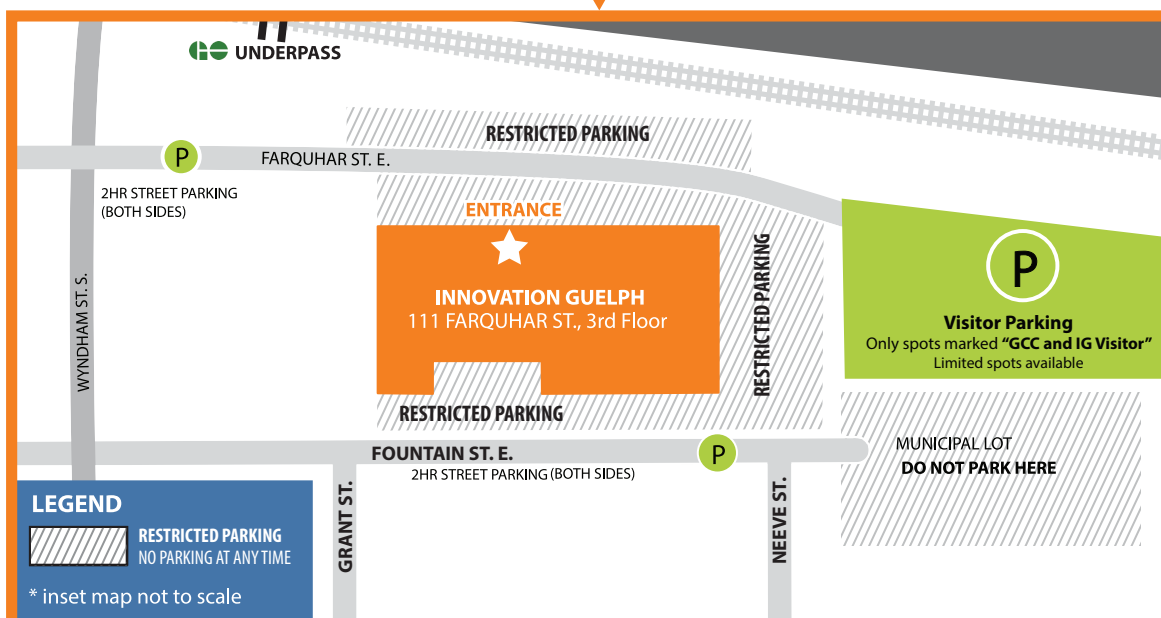 GO UNDERPASS
RESTRICTED PARKING
P
FARQUHAR ST. E.
2HR STREET PARKING
(BOTH SIDES)
ENTRANCE
INNOVATION GUELPH
111 FARQUHAR ST., 3rd Floor
RESTRICTED PARKING
P
Visitor Parking
Only spots marked “GCC and IG Visitor”
Limited spots available
WYNDHAM ST. S.
RESTRICTED PARKING
FOUNTAIN ST. E.
P
2HR STREET PARKING (BOTH SIDES)
MUNICIPAL LOT
DO NOT PARK HERE
GRANT ST.
NEEVE ST.
LEGEND
RESTRICTED PARKING
NO PARKING AT ANY TIME
* inset map not to scale